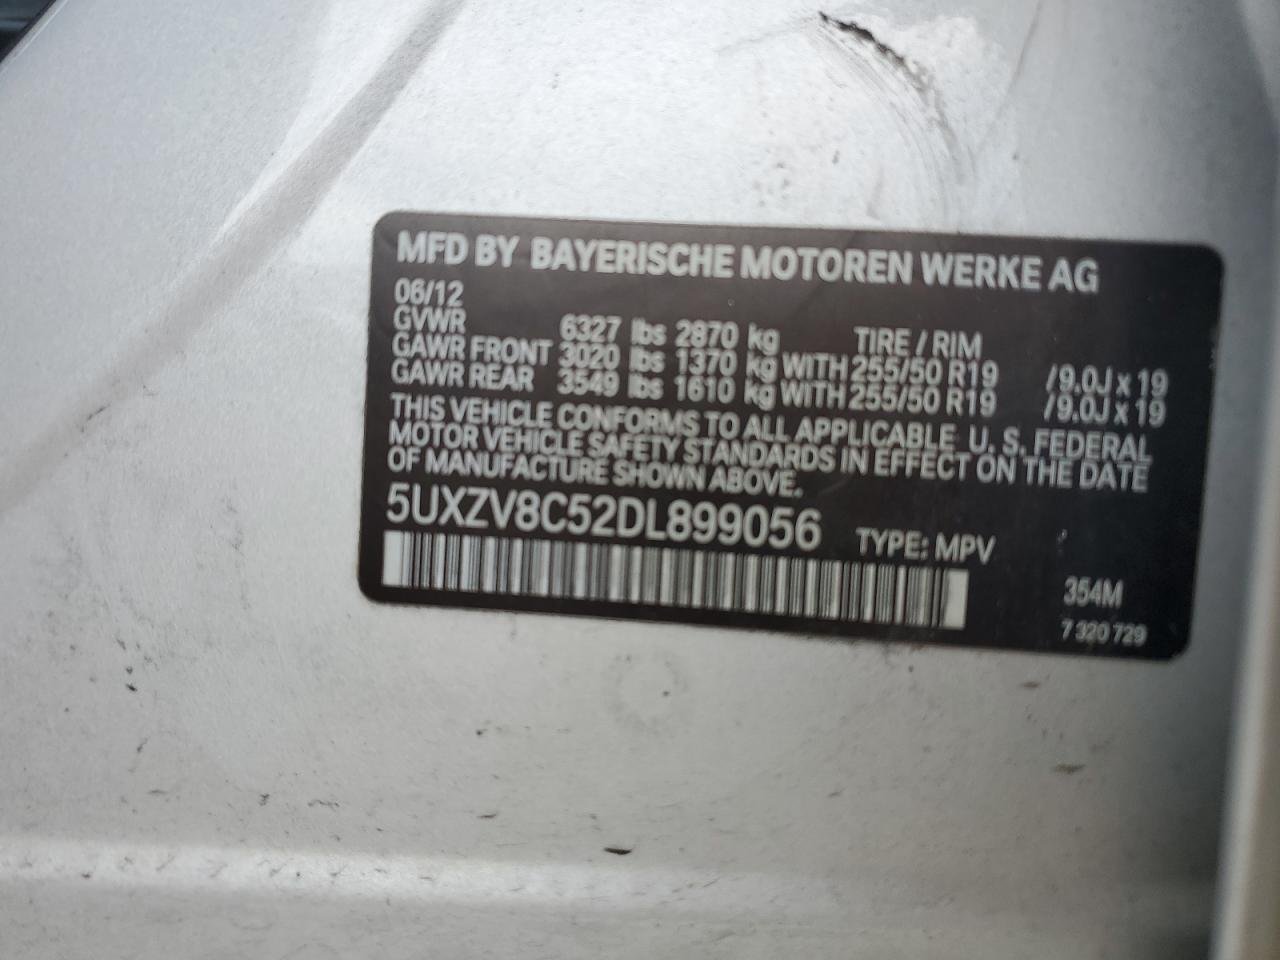 MFD BY BAYERISCHE MOTOREN WERKE AG
06/12
GVWR 6327 lbs 2870 kg TIRE / RIM
GAWR FRONT 3020 lbs 1370 kg WITH 255/50 R19 /9.0J x 19
GAWR REAR 3549 lbs 1610 kg WITH 255/50 R19 /9.0J x 19
THIS VEHICLE CONFORMS TO ALL APPLICABLE U. S. FEDERAL
MOTOR VEHICLE SAFETY STANDARDS IN EFFECT ON THE DATE
OF MANUFACTURE SHOWN ABOVE.
5UXZV8C52DL899056 TYPE: MPV
354M
7 320 729